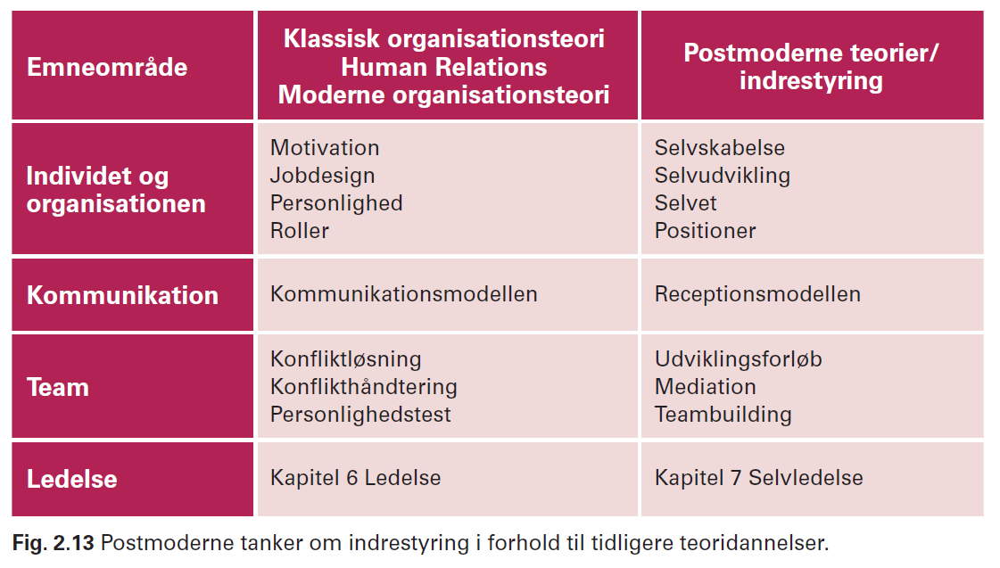 Emneområde
Klassisk organisationsteori
Human Relations
Moderne organisationsteori
Postmoderne teorier/
indrestyring
Individet og
organisationen
Motivation
Jobdesign
Personlighed
Roller
Selvskabelse
Selvudvikling
Selvet
Positioner
Kommunikation
Kommunikationsmodellen
Receptionsmodellen
Team
Konfliktløsning
Konflikthåndtering
Personlighedstest
Udviklingsforløb
Mediation
Teambuilding
Ledelse
Kapitel 6 Ledelse
Kapitel 7 Selvledelse
Fig. 2.13 Postmoderne tanker om indrestyring i forhold til tidligere teoridannelser.